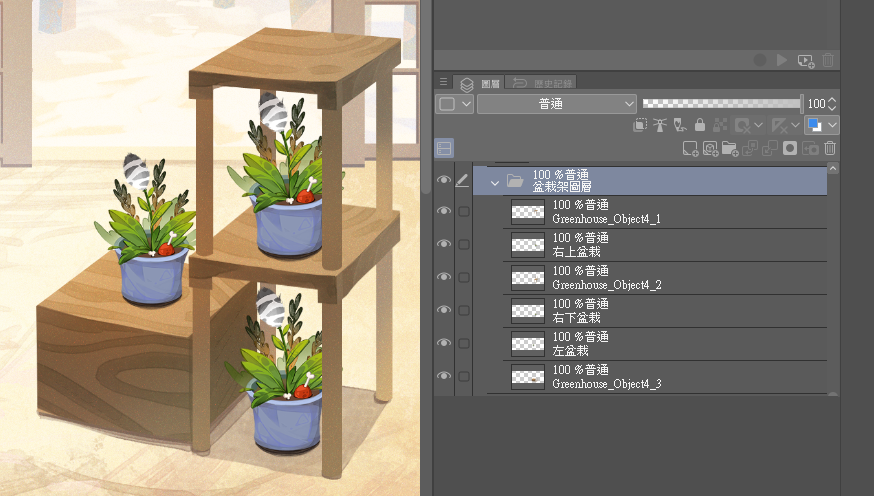 圖層
歷史記錄
普通
100
100 %普通
盆栽架圖層
100 %普通
Greenhouse_Object4_1
100 %普通
右上盆栽
100 %普通
Greenhouse_Object4_2
100 %普通
右下盆栽
100 %普通
左盆栽
100 %普通
Greenhouse_Object4_3